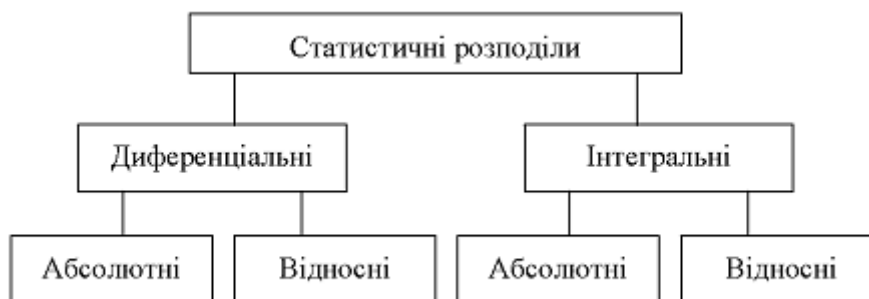 Статистичні розподіли
Диференціальні
Інтегральні
Абсолютні
Відносні
Абсолютні
Відносні